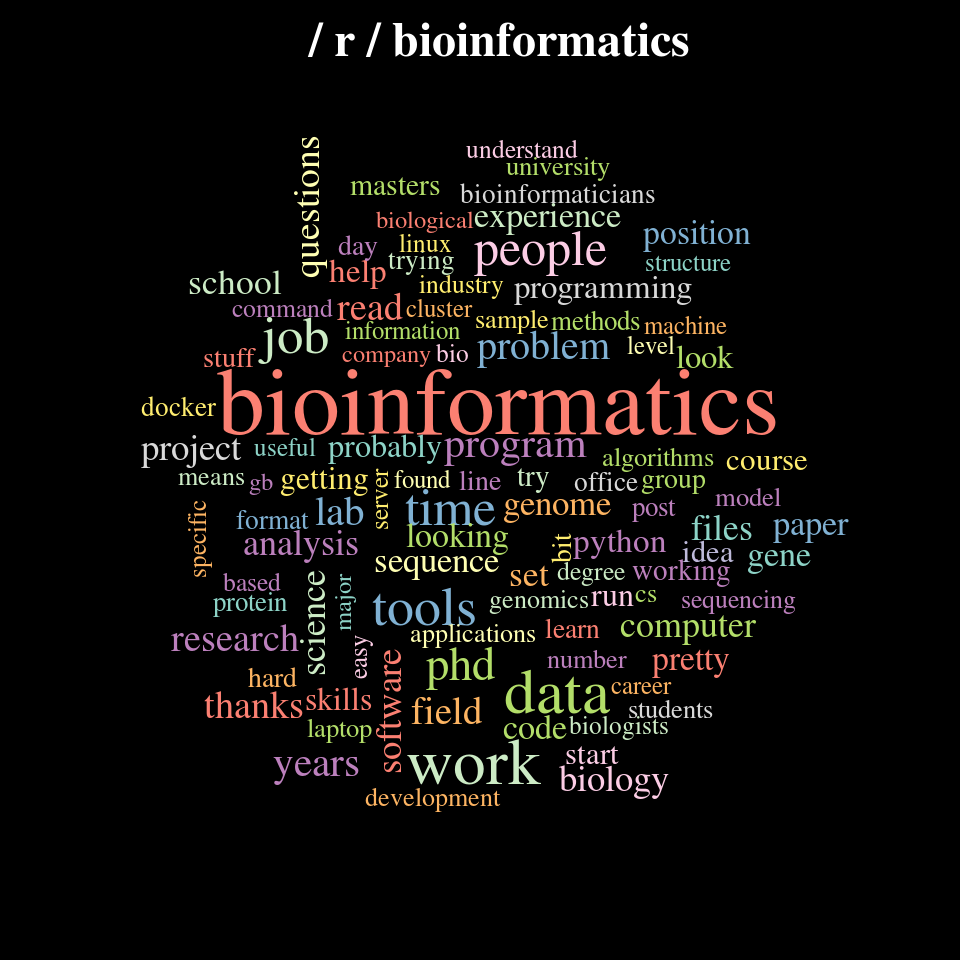 / r / bioinformatics
understand
university
questions
masters
bioinformaticians
biological
experience
position
day
linux
people
help
trying
structure
school
industry
programming
command
read
cluster
sample
methods
machine
job
information
problem
level
look
stuff
company
bio
bioinformatics
docker
project
useful
probably
program
algorithms
course
means
gb
getting
server
found
line
try
office
group
model
specific
format
lab
time
genome
post
files
paper
analysis
looking
bit
python
idea
gene
sequence
set
degree
working
based
science
major
protein
tools
genomics
run
cs
sequencing
research
.
easy
applications
learn
computer
hard
software
phd
number
pretty
thanks
skills
field
data
career
students
laptop
code
biologists
years
work
start
biology
development